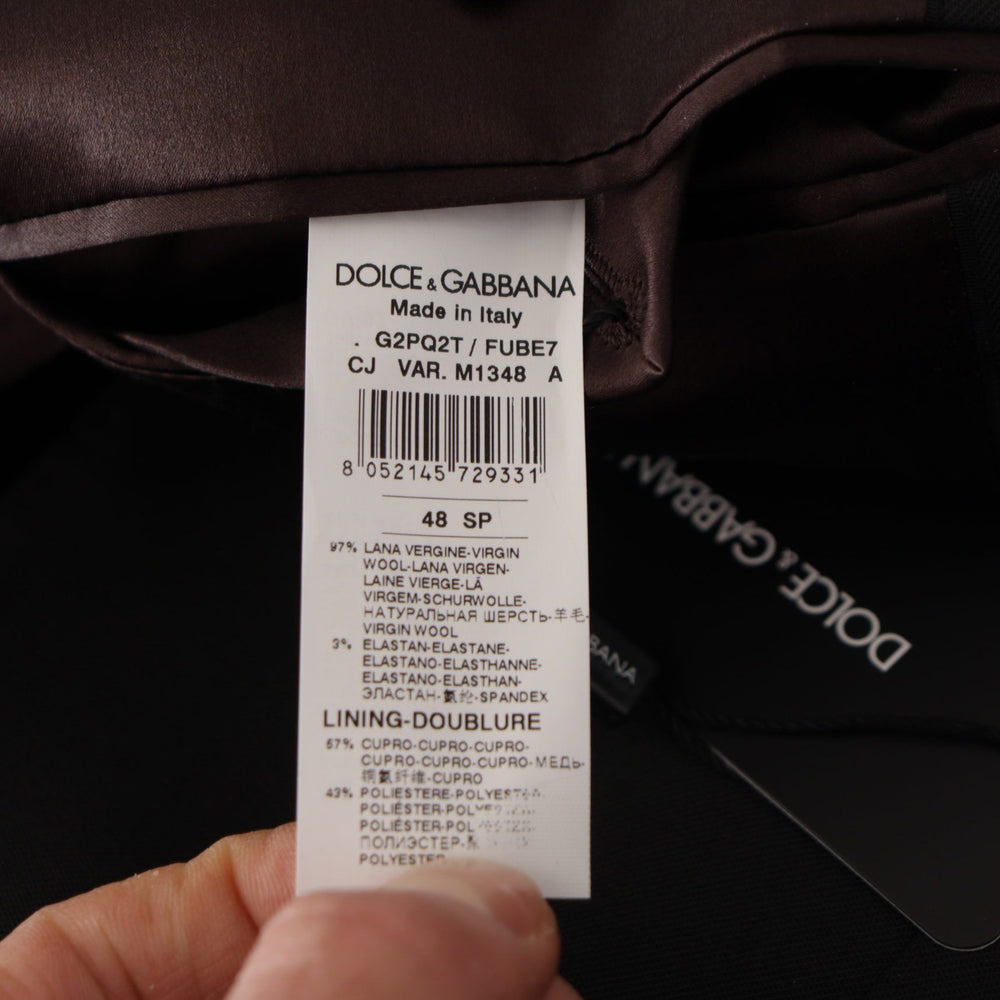 DOLCE & GABBANA
Made in Italy
. G2PQ2T / FUBE7
CJ VAR. M1348 A
8 052145 729331
48 SP
97% LANA VERGINE-VIRGIN
WOOL-LANA VIRGEN-
LAINE VIERGE-LÃ
VIRGEM-SCHURWOLLE-
НАТУРАЛЬНАЯ ШЕРСТЬ-羊毛-
VIRGIN WOOL
3% ELASTAN-ELASTANE-
ELASTANO-ELASTHANNE-
ELASTANO-ELASTHAN-
ЭЛАСТАН-氨纶-SPANDEX
LINING-DOUBLURE
57% CUPRO-CUPRO-CUPRO-
CUPRO-CUPRO-CUPRO-МЕДЬ-
铜氨纤维-CUPRO
43% POLIESTERE-POLYESTER-
POLIÉSTER-POLYESTER-
POLIÉSTER-POLYESTER-
ПОЛИЭСТЕР-
POLYESTER
DOLCE & GABBANA
BANA